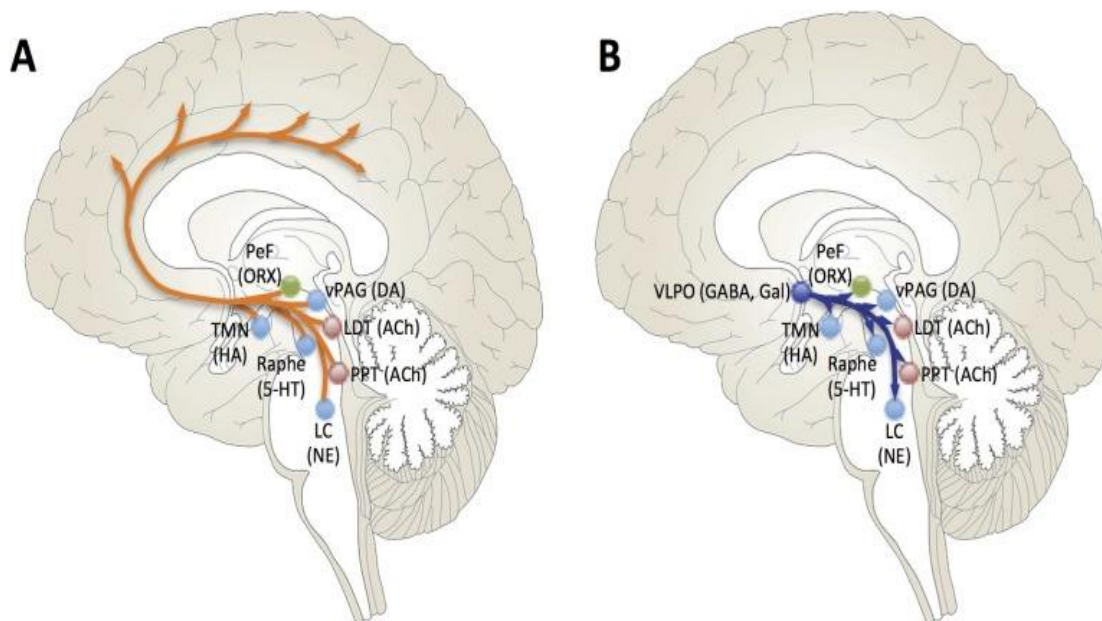 A
PeF
(ORX)
vPAG (DA)
TMN
(HA)
LDT (ACh)
Raphe
(5-HT)
PPT (ACh)
LC
(NE)
B
PeF
(ORX)
VLPO (GABA, Gal)
vPAG (DA)
TMN
(HA)
LDT (ACh)
Raphe
(5-HT)
PPT (ACh)
LC
(NE)